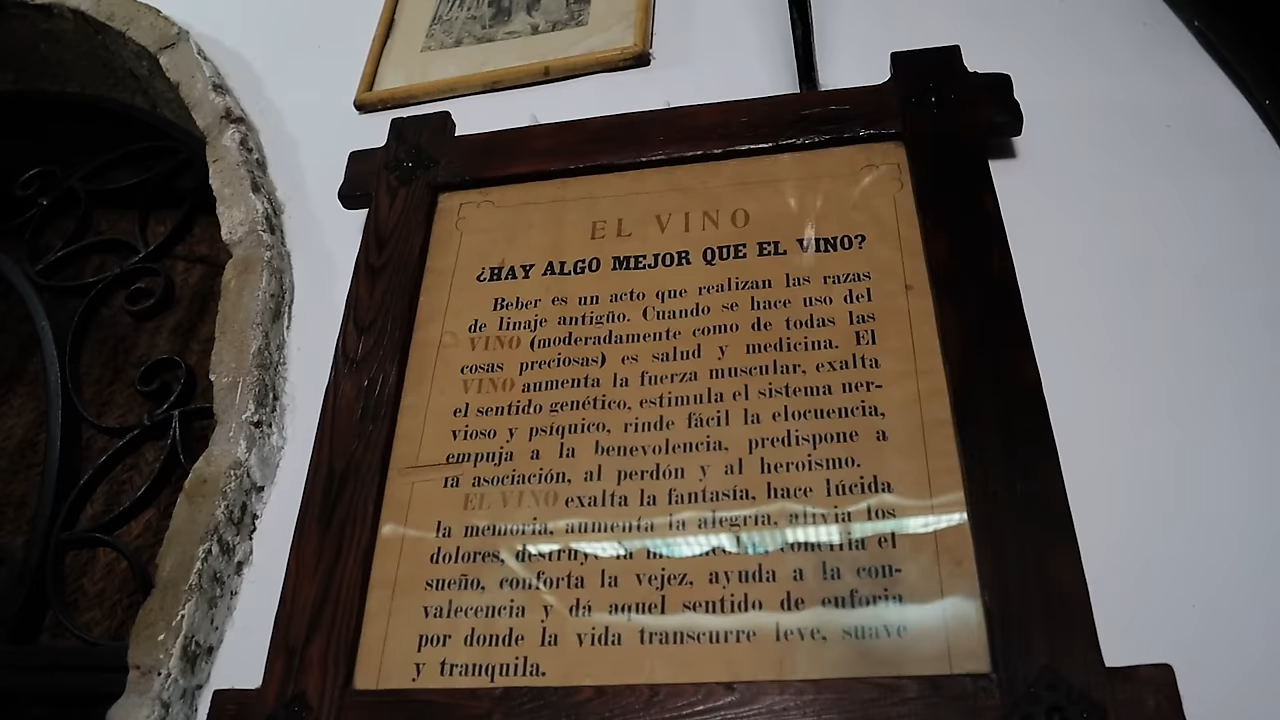 EL VINO
¿HAY ALGO MEJOR QUE EL VINO?
Beber es un acto que realizan las razas
de linaje antigüo. Cuando se hace uso del
VINO (moderadamente como de todas las
cosas preciosas) es salud y medicina. El
VINO aumenta la fuerza muscular, exalta
el sentido genético, estimula el sistema ner-
vioso y psíquico, rinde fácil la elocuencia,
empuja a la benevolencia, predispone a
la asociación, al perdón y al heroismo.
EL VINO exalta la fantasía, hace lúcida
la memoria, aumenta la alegría, alivia los
dolores, destruye la concilia el
sueño, conforta la vejez, ayuda a la con-
valecencia y dá aquel sentido de euforia
por donde la vida transcurre leve, suave
y tranquila.